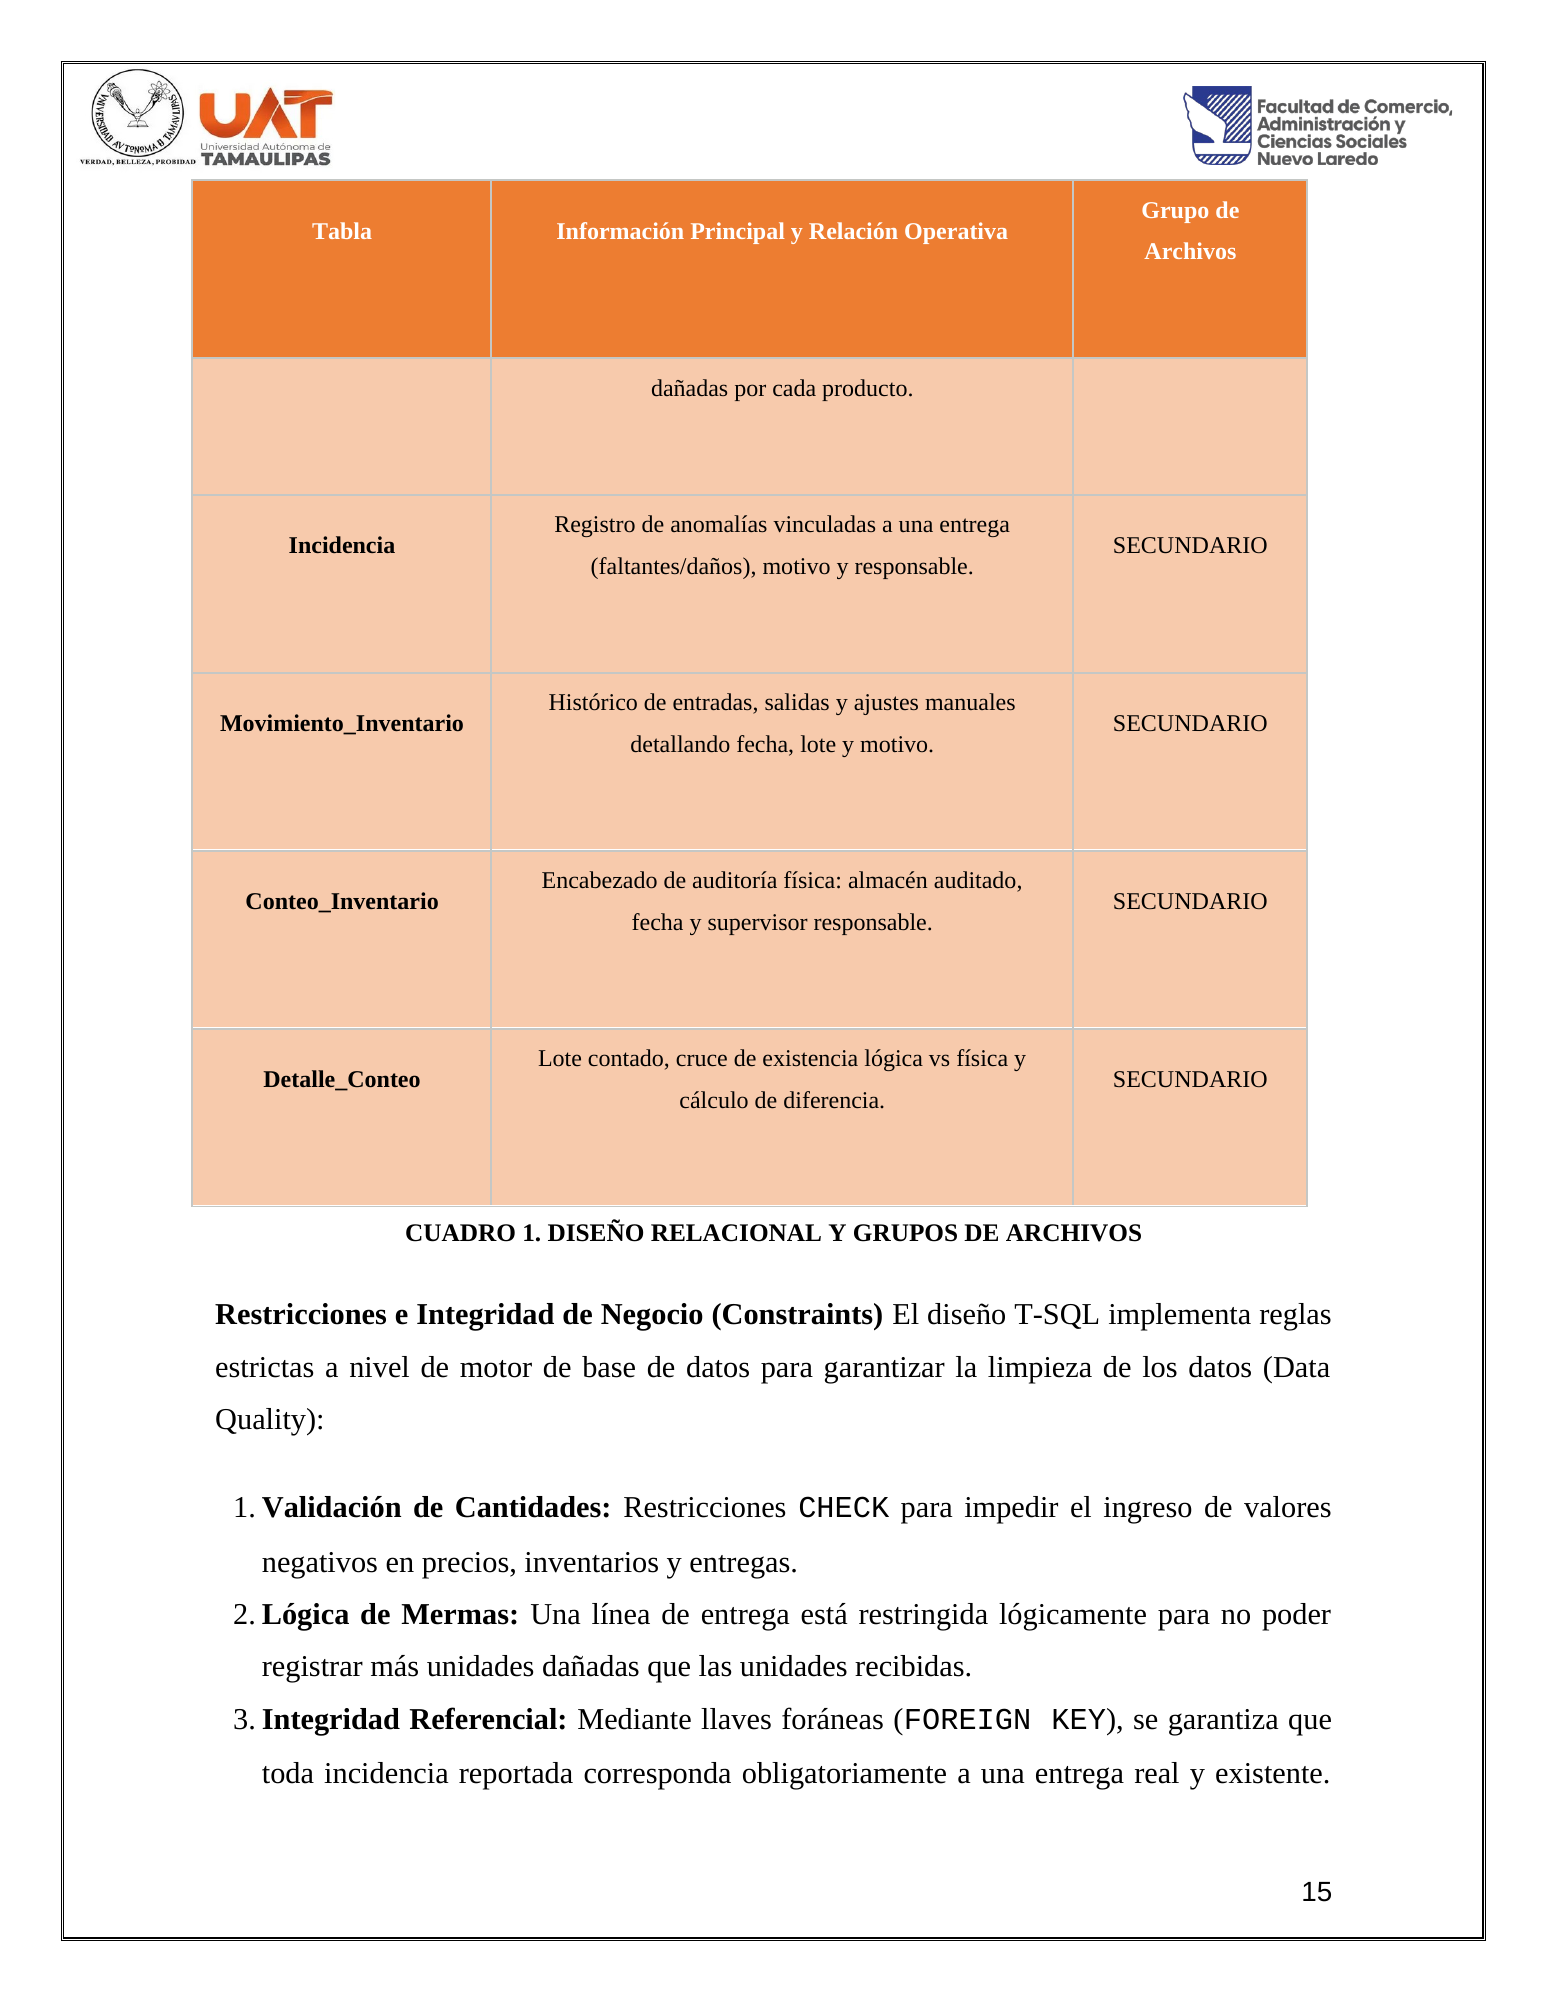 UNIVERSIDAD AUTONOMA DE TAMAULIPAS
VERDAD, BELLEZA, PROBIDAD
UAT
Universidad Autónoma de
TAMAULIPAS
Facultad de Comercio,
Administración y
Ciencias Sociales
Nuevo Laredo
Tabla
Información Principal y Relación Operativa
Grupo de
Archivos
dañadas por cada producto.
Incidencia
Registro de anomalías vinculadas a una entrega
(faltantes/daños), motivo y responsable.
SECUNDARIO
Movimiento_Inventario
Histórico de entradas, salidas y ajustes manuales
detallando fecha, lote y motivo.
SECUNDARIO
Conteo_Inventario
Encabezado de auditoría física: almacén auditado,
fecha y supervisor responsable.
SECUNDARIO
Detalle_Conteo
Lote contado, cruce de existencia lógica vs física y
cálculo de diferencia.
SECUNDARIO
CUADRO 1. DISEÑO RELACIONAL Y GRUPOS DE ARCHIVOS
Restricciones e Integridad de Negocio (Constraints) El diseño T-SQL implementa reglas
estrictas a nivel de motor de base de datos para garantizar la limpieza de los datos (Data
Quality):
1. Validación de Cantidades: Restricciones CHECK para impedir el ingreso de valores
negativos en precios, inventarios y entregas.
2. Lógica de Mermas: Una línea de entrega está restringida lógicamente para no poder
registrar más unidades dañadas que las unidades recibidas.
3. Integridad Referencial: Mediante llaves foráneas (FOREIGN KEY), se garantiza que
toda incidencia reportada corresponda obligatoriamente a una entrega real y existente.
15